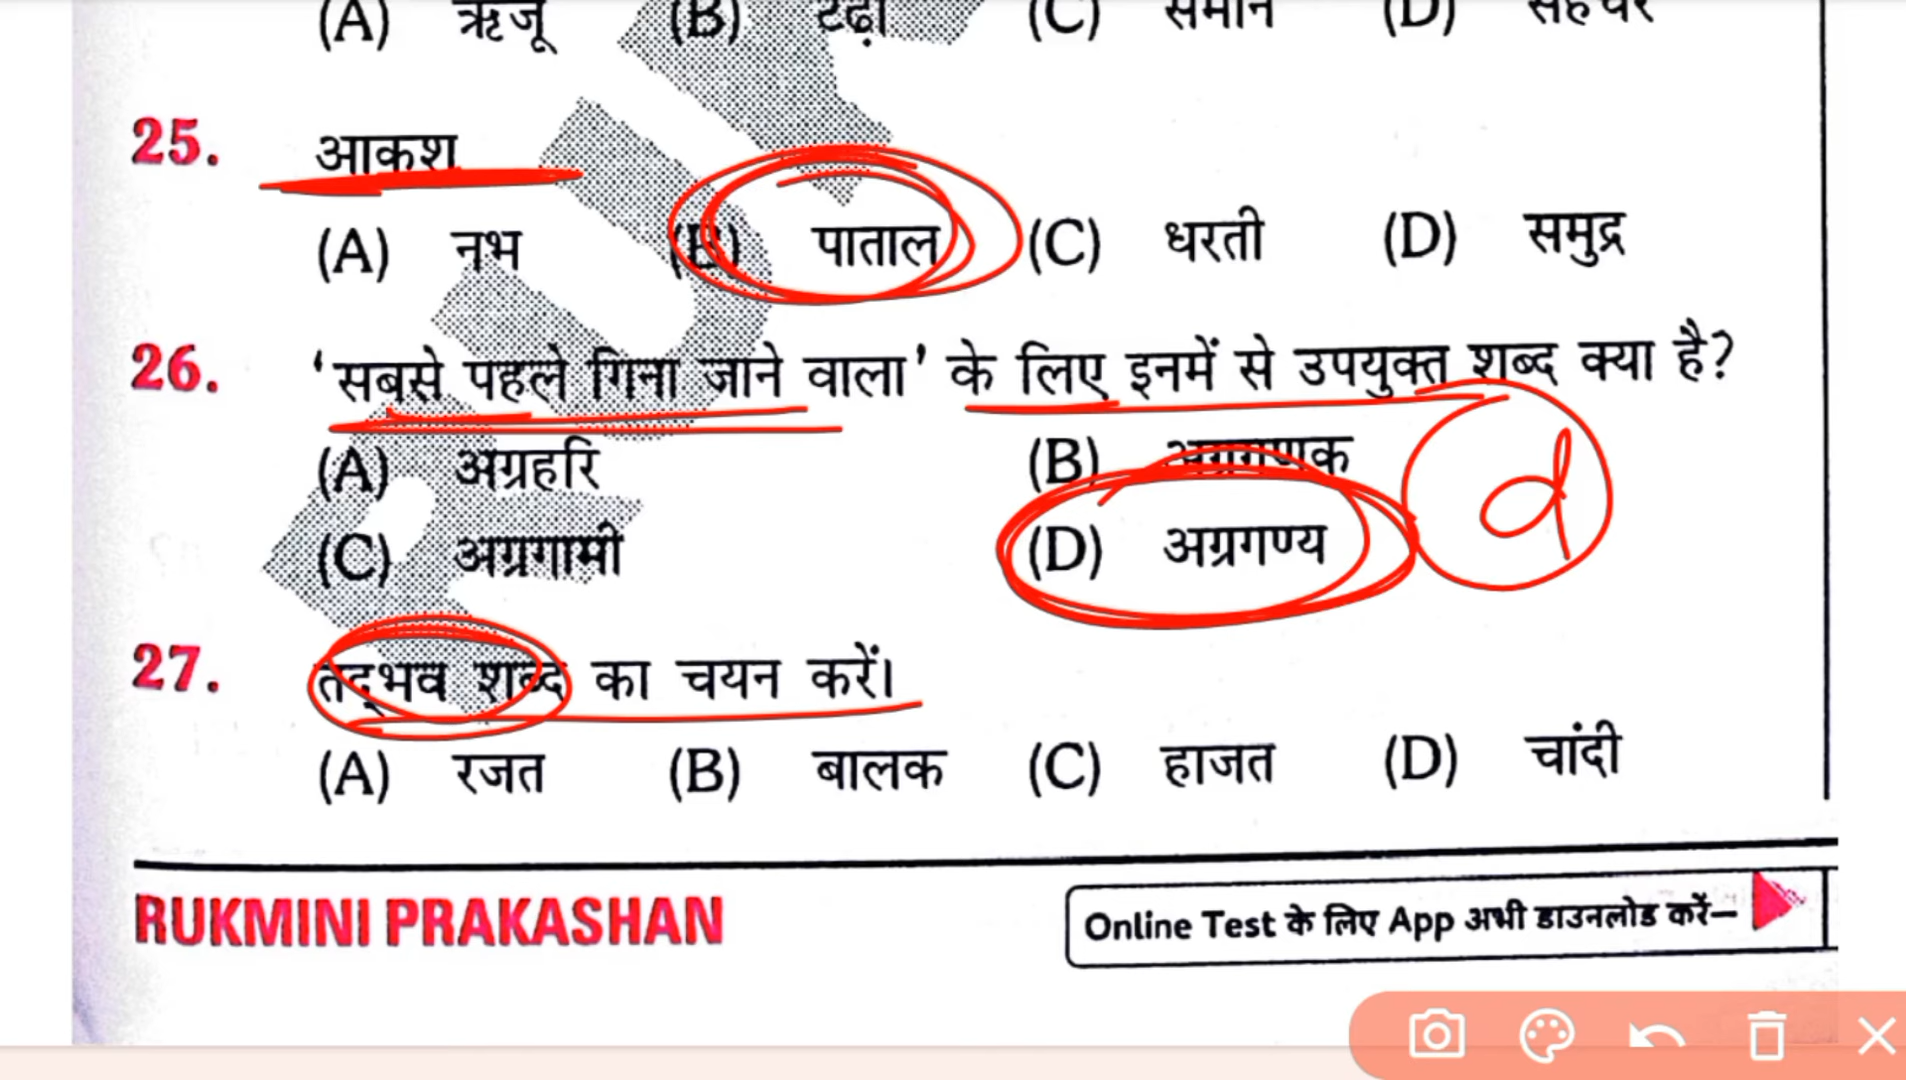 (A) ऋजू (B) टेढ़ा (C) समान (D) सहचर
25. आकश
(A) नभ (B) पाताल (C) धरती (D) समुद्र
26. 'सबसे पहले गिना जाने वाला' के लिए इनमें से उपयुक्त शब्द क्या है?
(A) अग्रहरि (B) अग्रगणक
(C) अग्रगामी (D) अग्रगण्य d
27. तद्भव शब्द का चयन करें।
(A) रजत (B) बालक (C) हाजत (D) चांदी
RUKMINI PRAKASHAN
Online Test के लिए App अभी डाउनलोड करें–